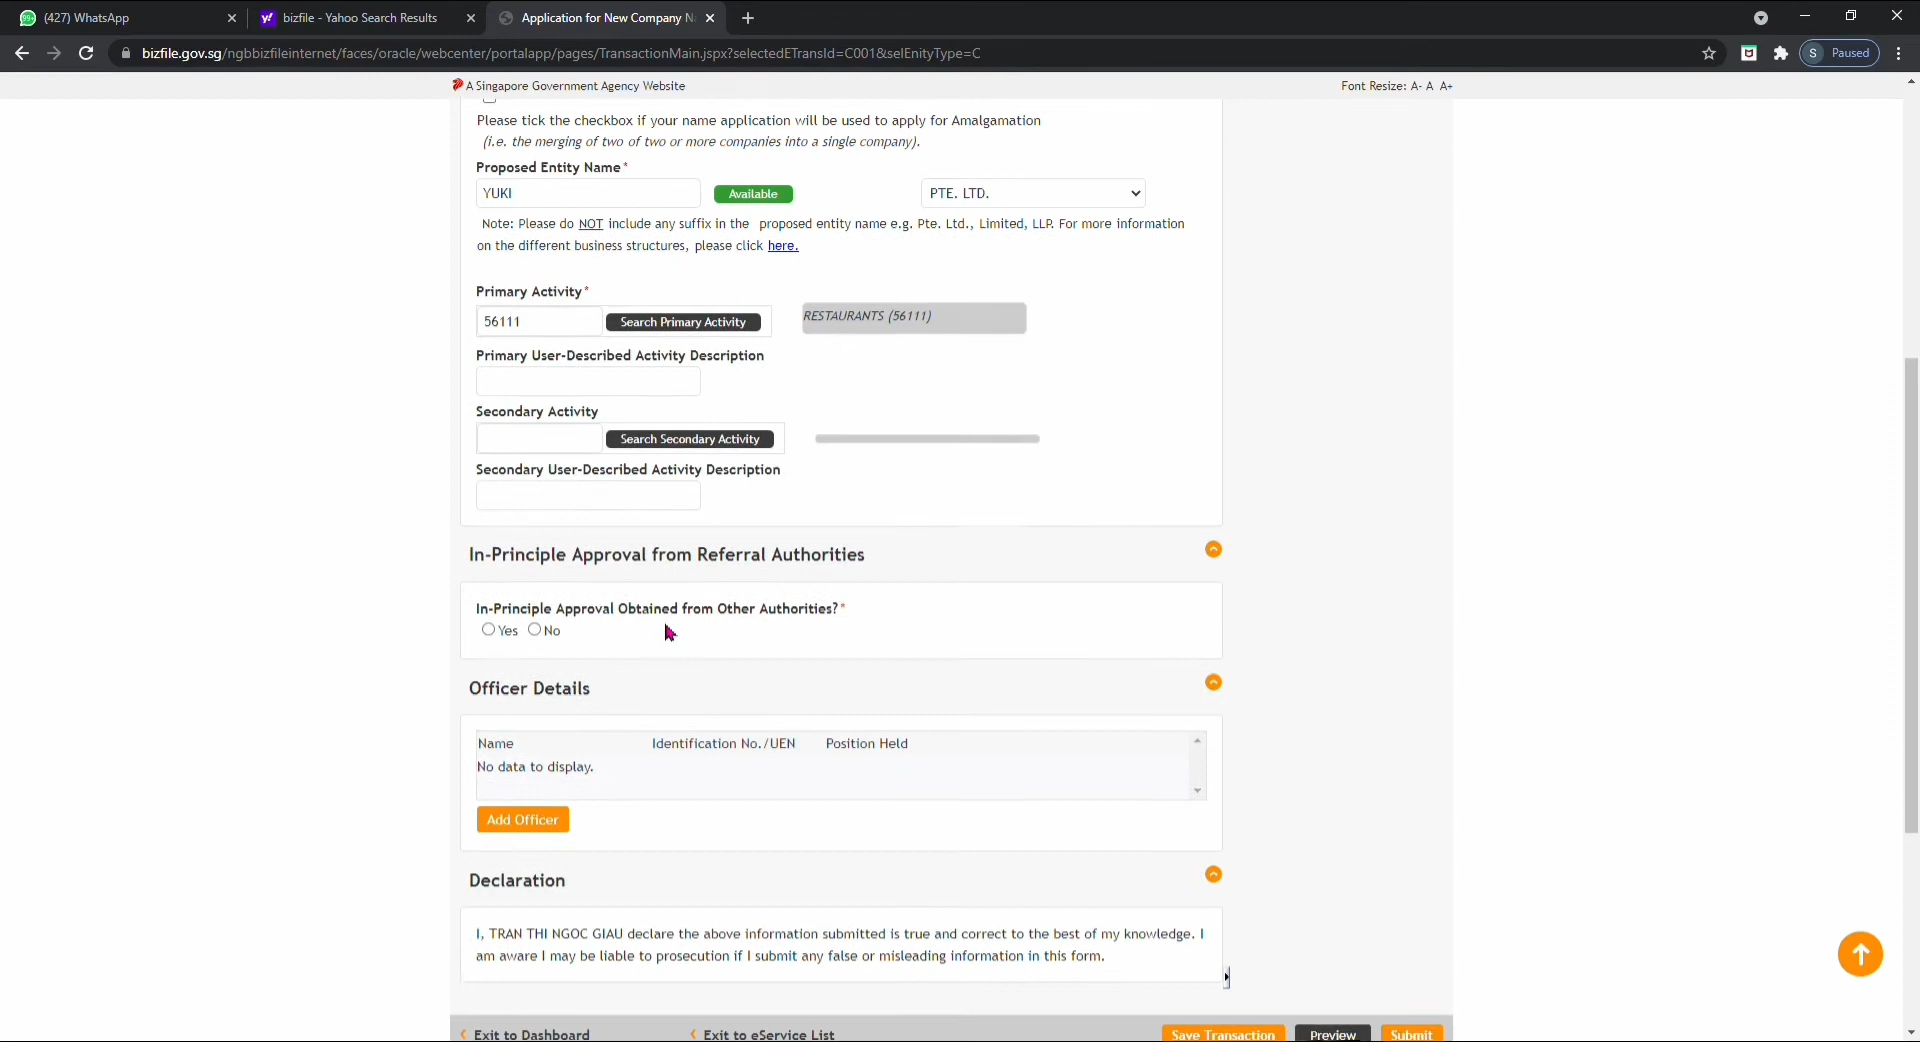 99+ (427) WhatsApp
bizfile - Yahoo Search Results
Application for New Company N
bizfile.gov.sg/ngbbizfileinternet/faces/oracle/webcenter/portalapp/pages/TransactionMain.jspx?selectedETransId=C001&selEnityType=C
S Paused
A Singapore Government Agency Website
Font Resize: A- A A+
Please tick the checkbox if your name application will be used to apply for Amalgamation
(i.e. the merging of two of two or more companies into a single company).
Proposed Entity Name*
YUKI Available PTE. LTD.
Note: Please do NOT include any suffix in the proposed entity name e.g. Pte. Ltd., Limited, LLP. For more information
on the different business structures, please click here.
Primary Activity*
56111 Search Primary Activity RESTAURANTS (56111)
Primary User-Described Activity Description
Secondary Activity
Search Secondary Activity
Secondary User-Described Activity Description
In-Principle Approval from Referral Authorities
In-Principle Approval Obtained from Other Authorities?*
Yes No
Officer Details
Name Identification No./UEN Position Held
No data to display.
Add Officer
Declaration
I, TRAN THI NGOC GIAU declare the above information submitted is true and correct to the best of my knowledge. I
am aware I may be liable to prosecution if I submit any false or misleading information in this form.
Exit to Dashboard Exit to eService List Save Transaction Preview Submit